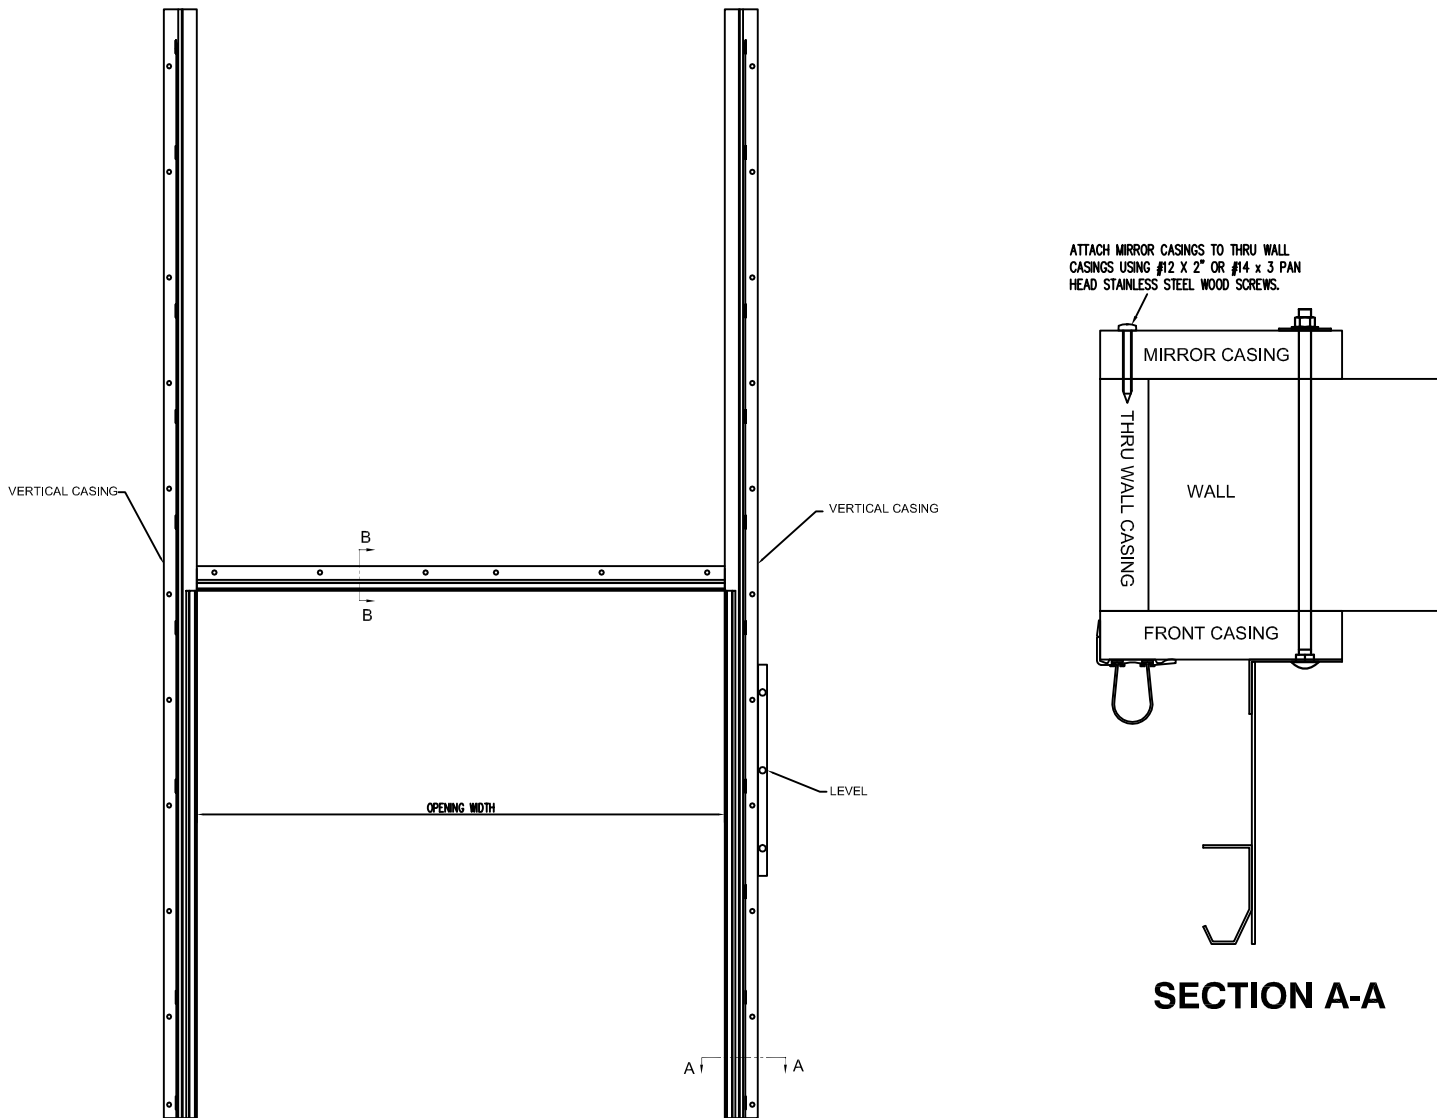 ATTACH MIRROR CASINGS TO THRU WALL
CASINGS USING #12 X 2" OR #14 x 3 PAN
HEAD STAINLESS STEEL WOOD SCREWS.
MIRROR CASING
THRU WALL CASING
WALL
FRONT CASING
SECTION A-A
VERTICAL CASING
VERTICAL CASING
B
B
LEVEL
OPENING WIDTH
A
A